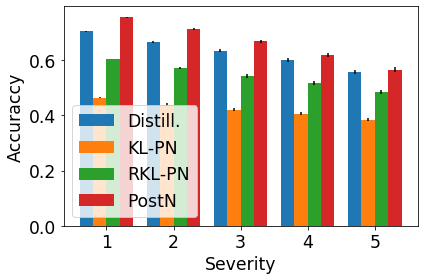 Accuraccy
0.6
0.4
0.2
0.0
Distill.
KL-PN
RKL-PN
PostN
1 2 3 4 5
Severity